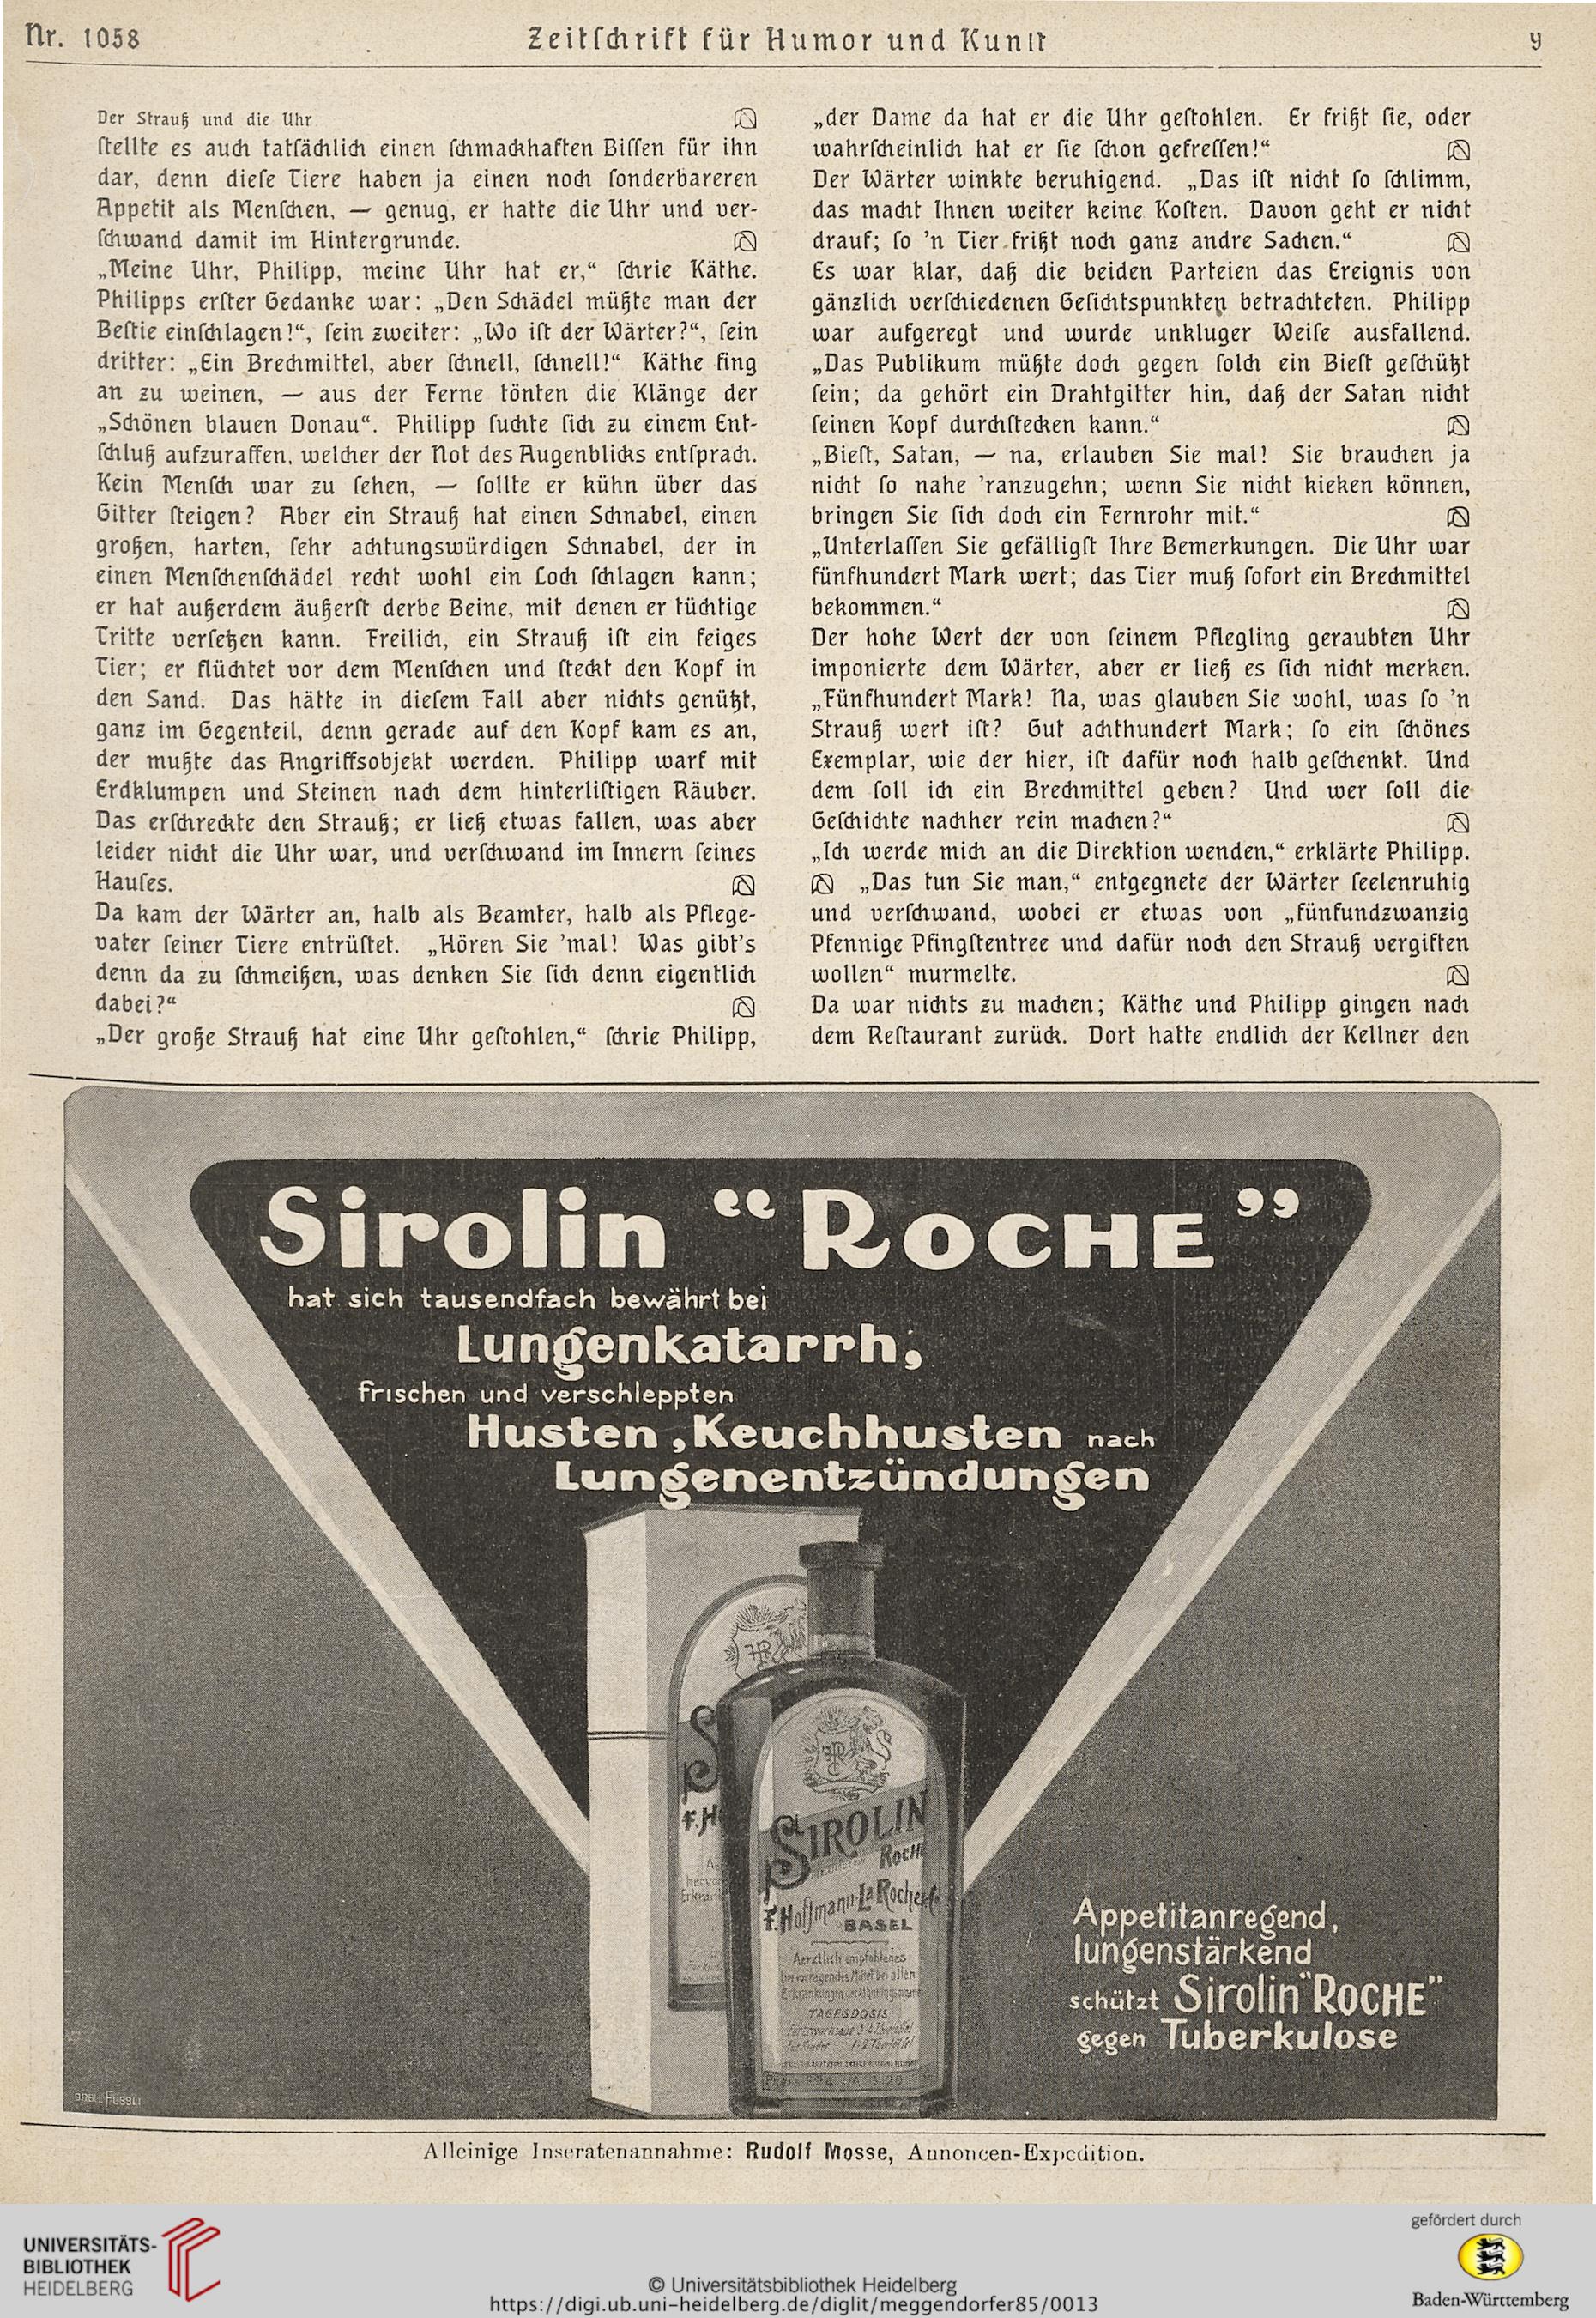 Nr. 1058
Zeitſchrift für Humor und Kunſt
9
Der Strauß und die Uhr
ſtellte es auch tatſächlich einen ſchmackhaften Biſſen für ihn
dar, denn dieſe Tiere haben ja einen noch ſonderbareren
Appetit als Menſchen, — genug, er hatte die Uhr und ver-
ſchwand damit im Hintergrunde.
„Meine Uhr, Philipp, meine Uhr hat er,“ ſchrie Käthe.
Philipps erſter Gedanke war: „Den Schädel müßte man der
Beſtie einſchlagen!“, ſein zweiter: „Wo iſt der Wärter?“, ſein
dritter: „Ein Brechmittel, aber ſchnell, ſchnell!“ Käthe fing
an zu weinen, — aus der Ferne tönten die Klänge der
„Schönen blauen Donau“. Philipp ſuchte ſich zu einem Ent-
ſchluß aufzuraffen, welcher der Not des Augenblicks entſprach.
Kein Menſch war zu ſehen, — ſollte er kühn über das
Gitter ſteigen? Aber ein Strauß hat einen Schnabel, einen
großen, harten, ſehr achtungswürdigen Schnabel, der in
einen Menſchenſchädel recht wohl ein Loch ſchlagen kann;
er hat außerdem äußerſt derbe Beine, mit denen er tüchtige
Tritte verſetzen kann. Freilich, ein Strauß iſt ein feiges
Tier; er flüchtet vor dem Menſchen und ſteckt den Kopf in
den Sand. Das hätte in dieſem Fall aber nichts genützt,
ganz im Gegenteil, denn gerade auf den Kopf kam es an,
der mußte das Angriffsobjekt werden. Philipp warf mit
Erdklumpen und Steinen nach dem hinterliſtigen Räuber.
Das erſchreckte den Strauß; er ließ etwas fallen, was aber
leider nicht die Uhr war, und verſchwand im Innern ſeines
Hauſes.
Da kam der Wärter an, halb als Beamter, halb als Pflege-
vater ſeiner Tiere entrüſtet. „Hören Sie ’mal! Was gibt’s
denn da zu ſchmeißen, was denken Sie ſich denn eigentlich
dabei?“
„Der große Strauß hat eine Uhr geſtohlen,“ ſchrie Philipp,
„der Dame da hat er die Uhr geſtohlen. Er frißt ſie, oder
wahrſcheinlich hat er ſie ſchon gefreſſen!“
Der Wärter winkte beruhigend. „Das iſt nicht ſo ſchlimm,
das macht Ihnen weiter keine Koſten. Davon geht er nicht
drauf; ſo ’n Tier frißt noch ganz andre Sachen.“
Es war klar, daß die beiden Parteien das Ereignis von
gänzlich verſchiedenen Geſichtspunkten betrachteten. Philipp
war aufgeregt und wurde unkluger Weiſe ausfallend.
„Das Publikum müßte doch gegen ſolch ein Bieſt geſchützt
ſein; da gehört ein Drahtgitter hin, daß der Satan nicht
ſeinen Kopf durchſtecken kann.“
„Bieſt, Satan, — na, erlauben Sie mal! Sie brauchen ja
nicht ſo nahe ’ranzugehn; wenn Sie nicht kieken können,
bringen Sie ſich doch ein Fernrohr mit.“
„Unterlaſſen Sie gefälligſt Ihre Bemerkungen. Die Uhr war
fünfhundert Mark wert; das Tier muß ſofort ein Brechmittel
bekommen.“
Der hohe Wert der von ſeinem Pflegling geraubten Uhr
imponierte dem Wärter, aber er ließ es ſich nicht merken.
„Fünfhundert Mark! Na, was glauben Sie wohl, was ſo ’n
Strauß wert iſt? Gut achthundert Mark; ſo ein ſchönes
Exemplar, wie der hier, iſt dafür noch halb geſchenkt. Und
dem ſoll ich ein Brechmittel geben? Und wer ſoll die
Geſchichte nachher rein machen?“
„Ich werde mich an die Direktion wenden,“ erklärte Philipp.
„Das tun Sie man,“ entgegnete der Wärter ſeelenruhig
und verſchwand, wobei er etwas von „fünfundzwanzig
Pfennige Pfingſtentree und dafür noch den Strauß vergiften
wollen“ murmelte.
Da war nichts zu machen; Käthe und Philipp gingen nach
dem Reſtaurant zurück. Dort hatte endlich der Kellner den
Sirolin “ROCHE”
hat sich tausendfach bewährt bei
Lungenkatarrh,
frischen und verschleppten
Husten, Keuchhusten nach
Lungenentzündungen
SIROLIN
ROCHE
F. Hoffmann-La Roche & Co
BASEL
Aerztlich empfohlenes
hervorragendes Mittel bei allen
Erkrankungen der Atmungsorgane
TAGESDOSIS
F.H
Appetitanregend,
lungenstärkend
schützt Sirolin "ROCHE"
gegen Tuberkulose
Alleinige Inseratenannahme: Rudolf Mosse, Annoncen-Expedition.
UNIVERSITÄTS-
BIBLIOTHEK
HEIDELBERG
© Universitätsbibliothek Heidelberg
https://digi.ub.uni-heidelberg.de/diglit/meggendorfer85/0013
gefördert durch
Baden-Württemberg